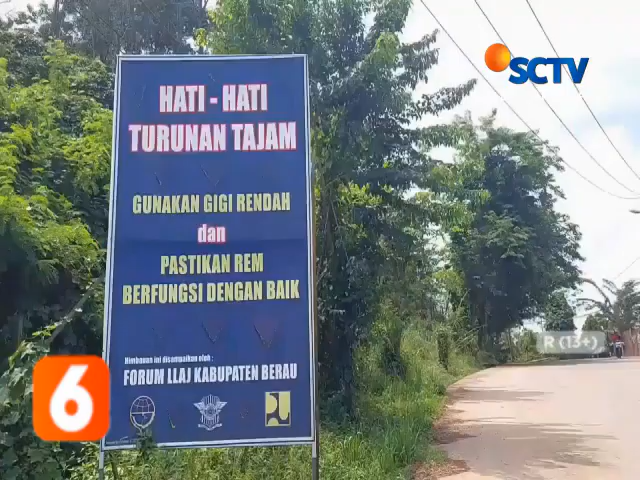 SCTV
HATI - HATI
TURUNAN TAJAM
GUNAKAN GIGI RENDAH
dan
PASTIKAN REM
BERFUNGSI DENGAN BAIK
Himbauan ini disampaikan oleh :
FORUM LLAJ KABUPATEN BERAU
R (13+)
6